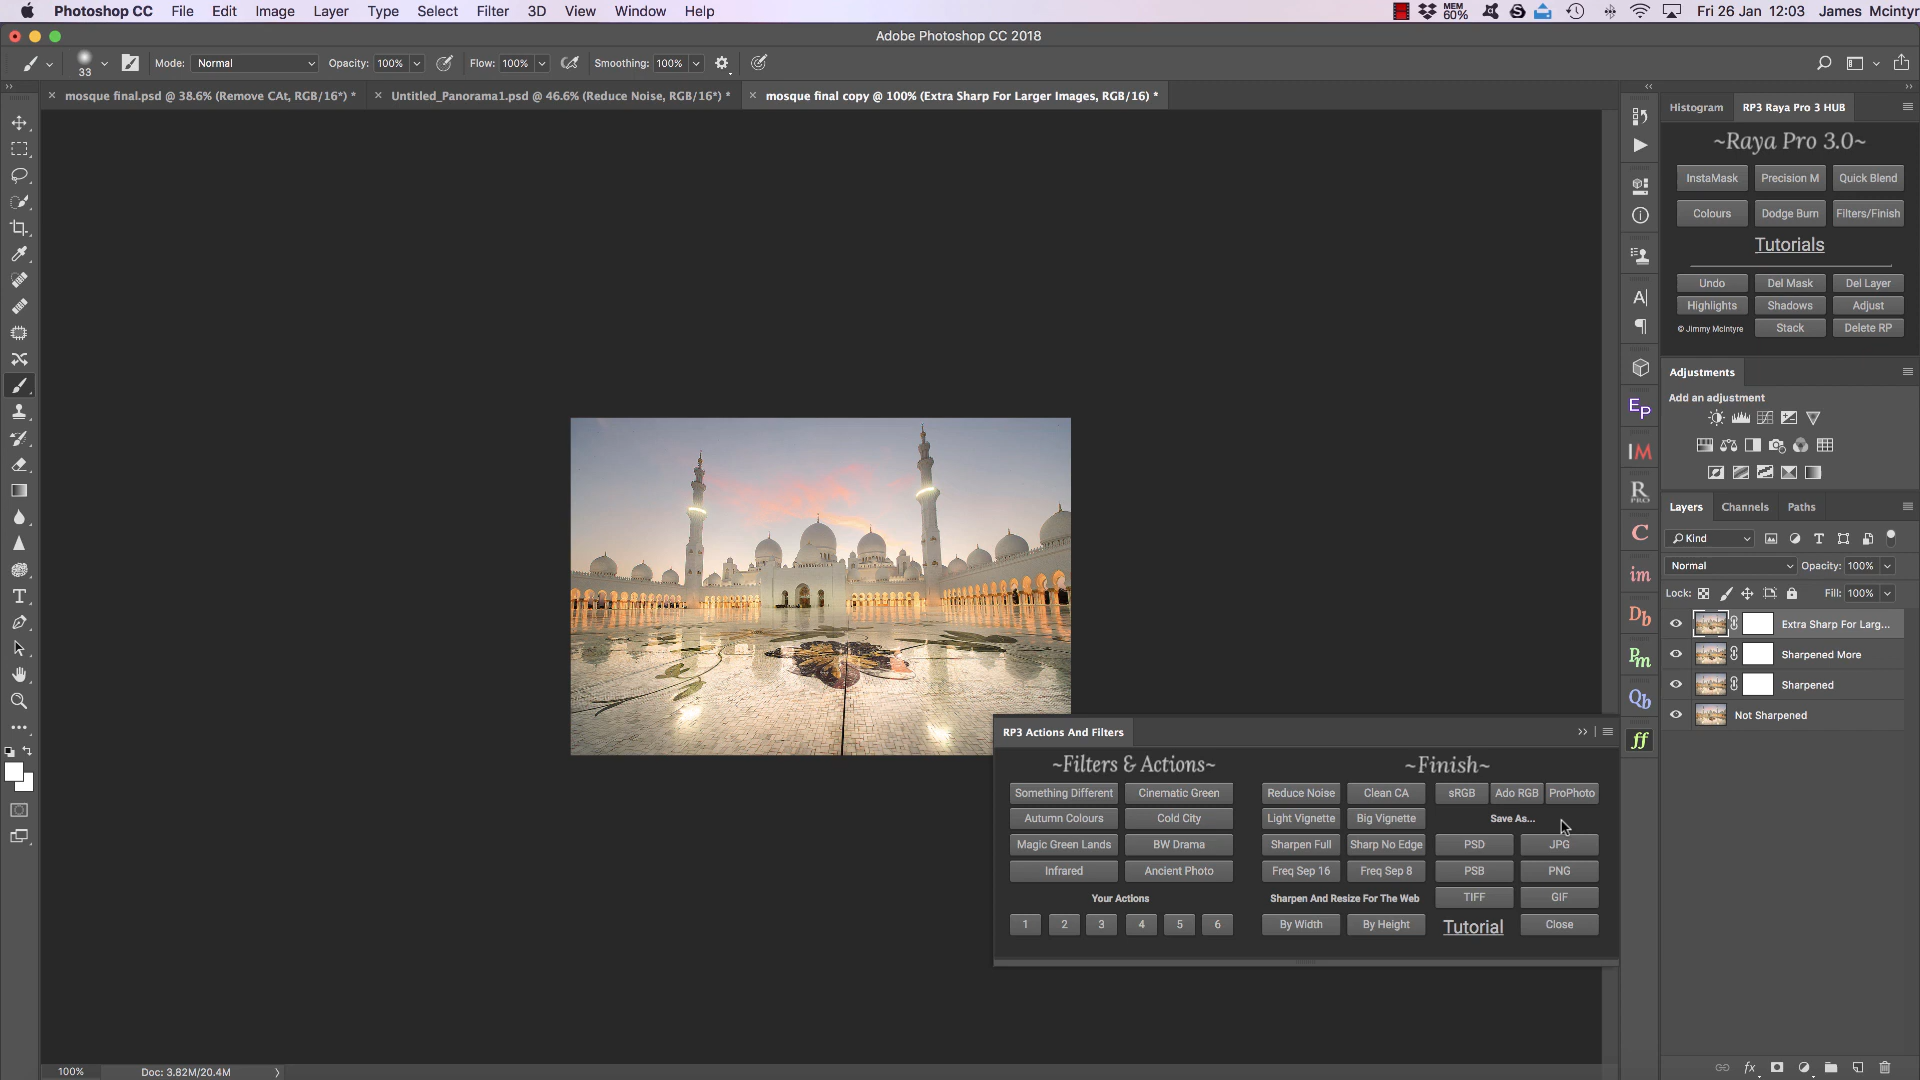 Photoshop CC File Edit Image Layer Type Select Filter 3D View Window Help MEM 60% Fri 26 Jan 12:03 James Mcintyr
Adobe Photoshop CC 2018
33 Mode: Normal Opacity: 100% Flow: 100% Smoothing: 100%
mosque final.psd @ 38.6% (Remove CAt, RGB/16*) * Untitled_Panorama1.psd @ 46.6% (Reduce Noise, RGB/16*) * mosque final copy @ 100% (Extra Sharp For Larger Images, RGB/16) *
Histogram RP3 Raya Pro 3 HUB
~Raya Pro 3.0~
InstaMask Precision M Quick Blend
Colours Dodge Burn Filters/Finish
Tutorials
Undo Del Mask Del Layer
Highlights Shadows Adjust
© Jimmy McIntyre Stack Delete RP
Adjustments
Add an adjustment
EP
IM
R PRO
C
im
Db
Pm
Qb
ff
Layers Channels Paths
Kind
Normal Opacity: 100%
Lock: Fill: 100%
Extra Sharp For Larg...
Sharpened More
Sharpened
Not Sharpened
RP3 Actions And Filters
~Filters & Actions~ ~Finish~
Something Different Cinematic Green Reduce Noise Clean CA sRGB Ado RGB ProPhoto
Autumn Colours Cold City Light Vignette Big Vignette Save As...
Magic Green Lands BW Drama Sharpen Full Sharp No Edge PSD JPG
Infrared Ancient Photo Freq Sep 16 Freq Sep 8 PSB PNG
Your Actions Sharpen And Resize For The Web TIFF GIF
1 2 3 4 5 6 By Width By Height Tutorial Close
100% Doc: 3.82M/20.4M
fx